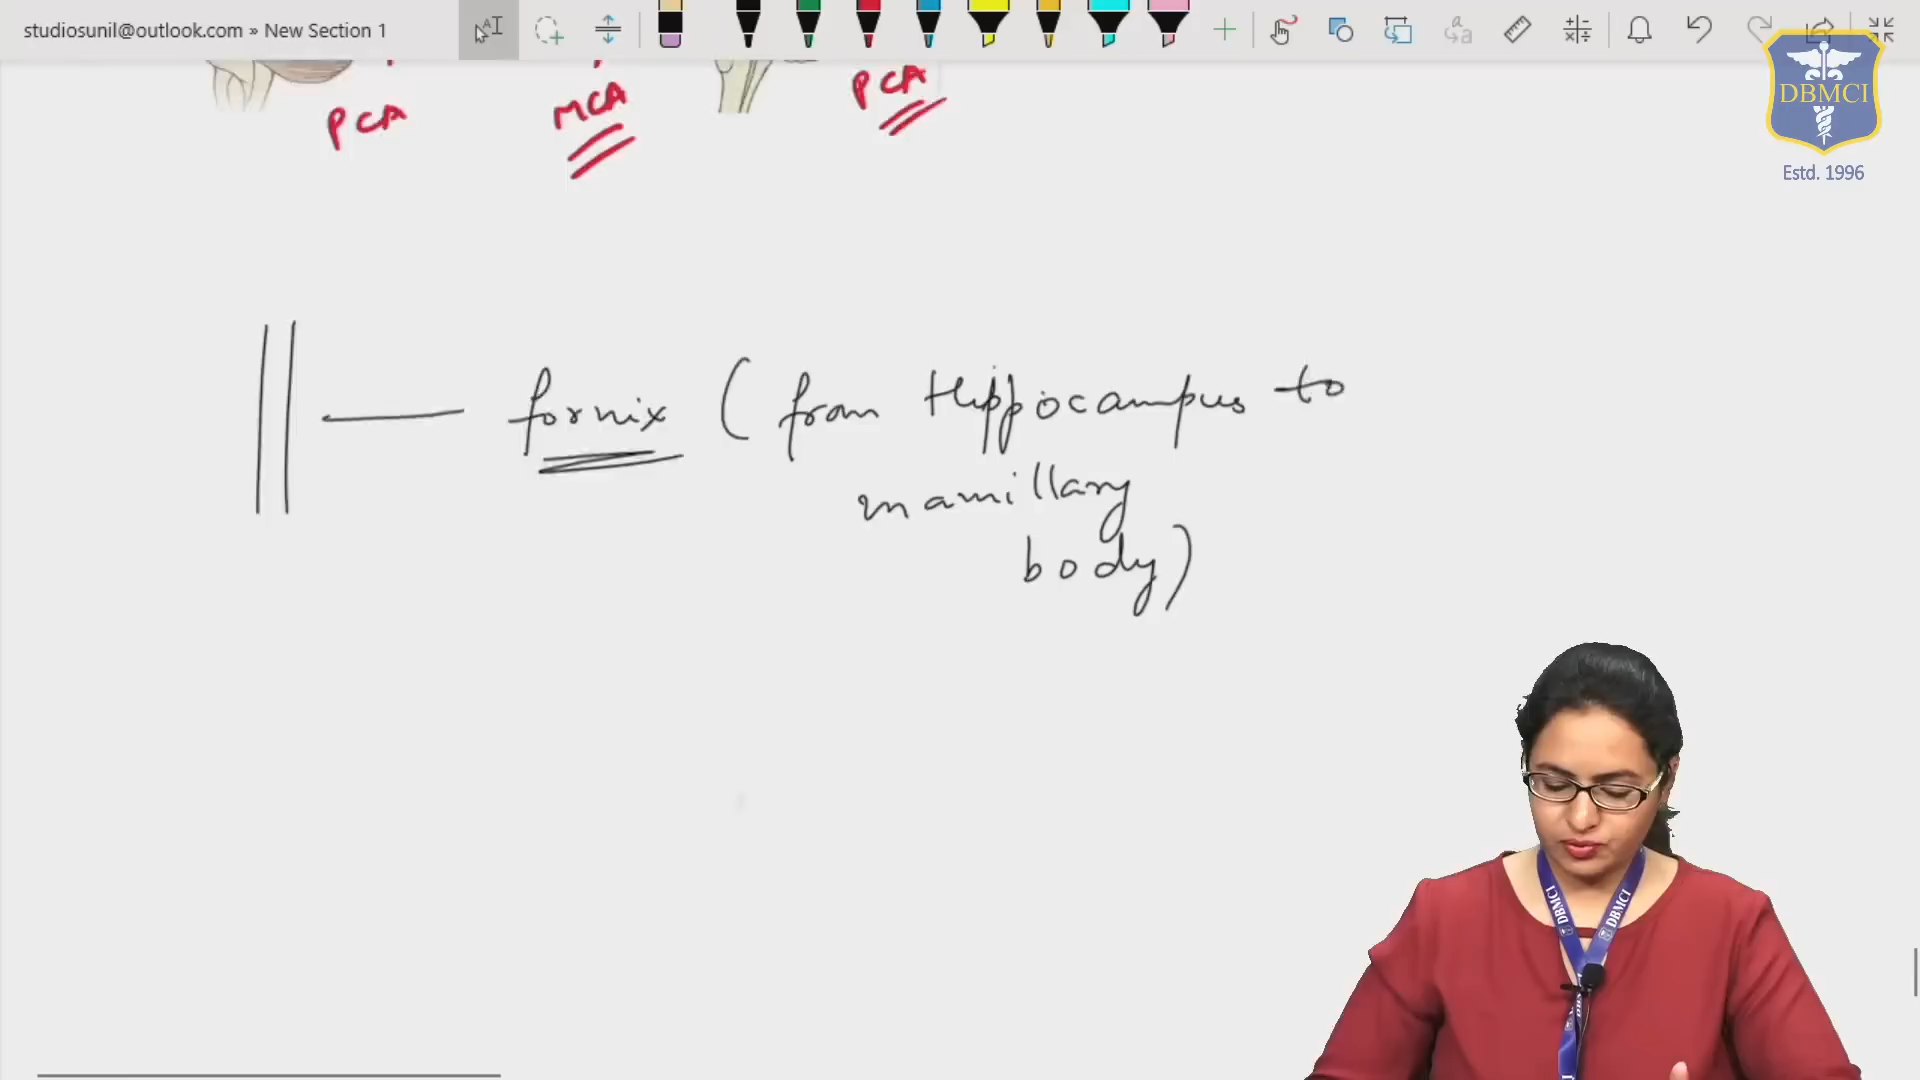 studiosunil@outlook.com » New Section 1
DBMCI
Estd. 1996
PCA
MCA
PCA
fornix (from Hippocampus to
mamillary
body)
DBMCI
DBMCI